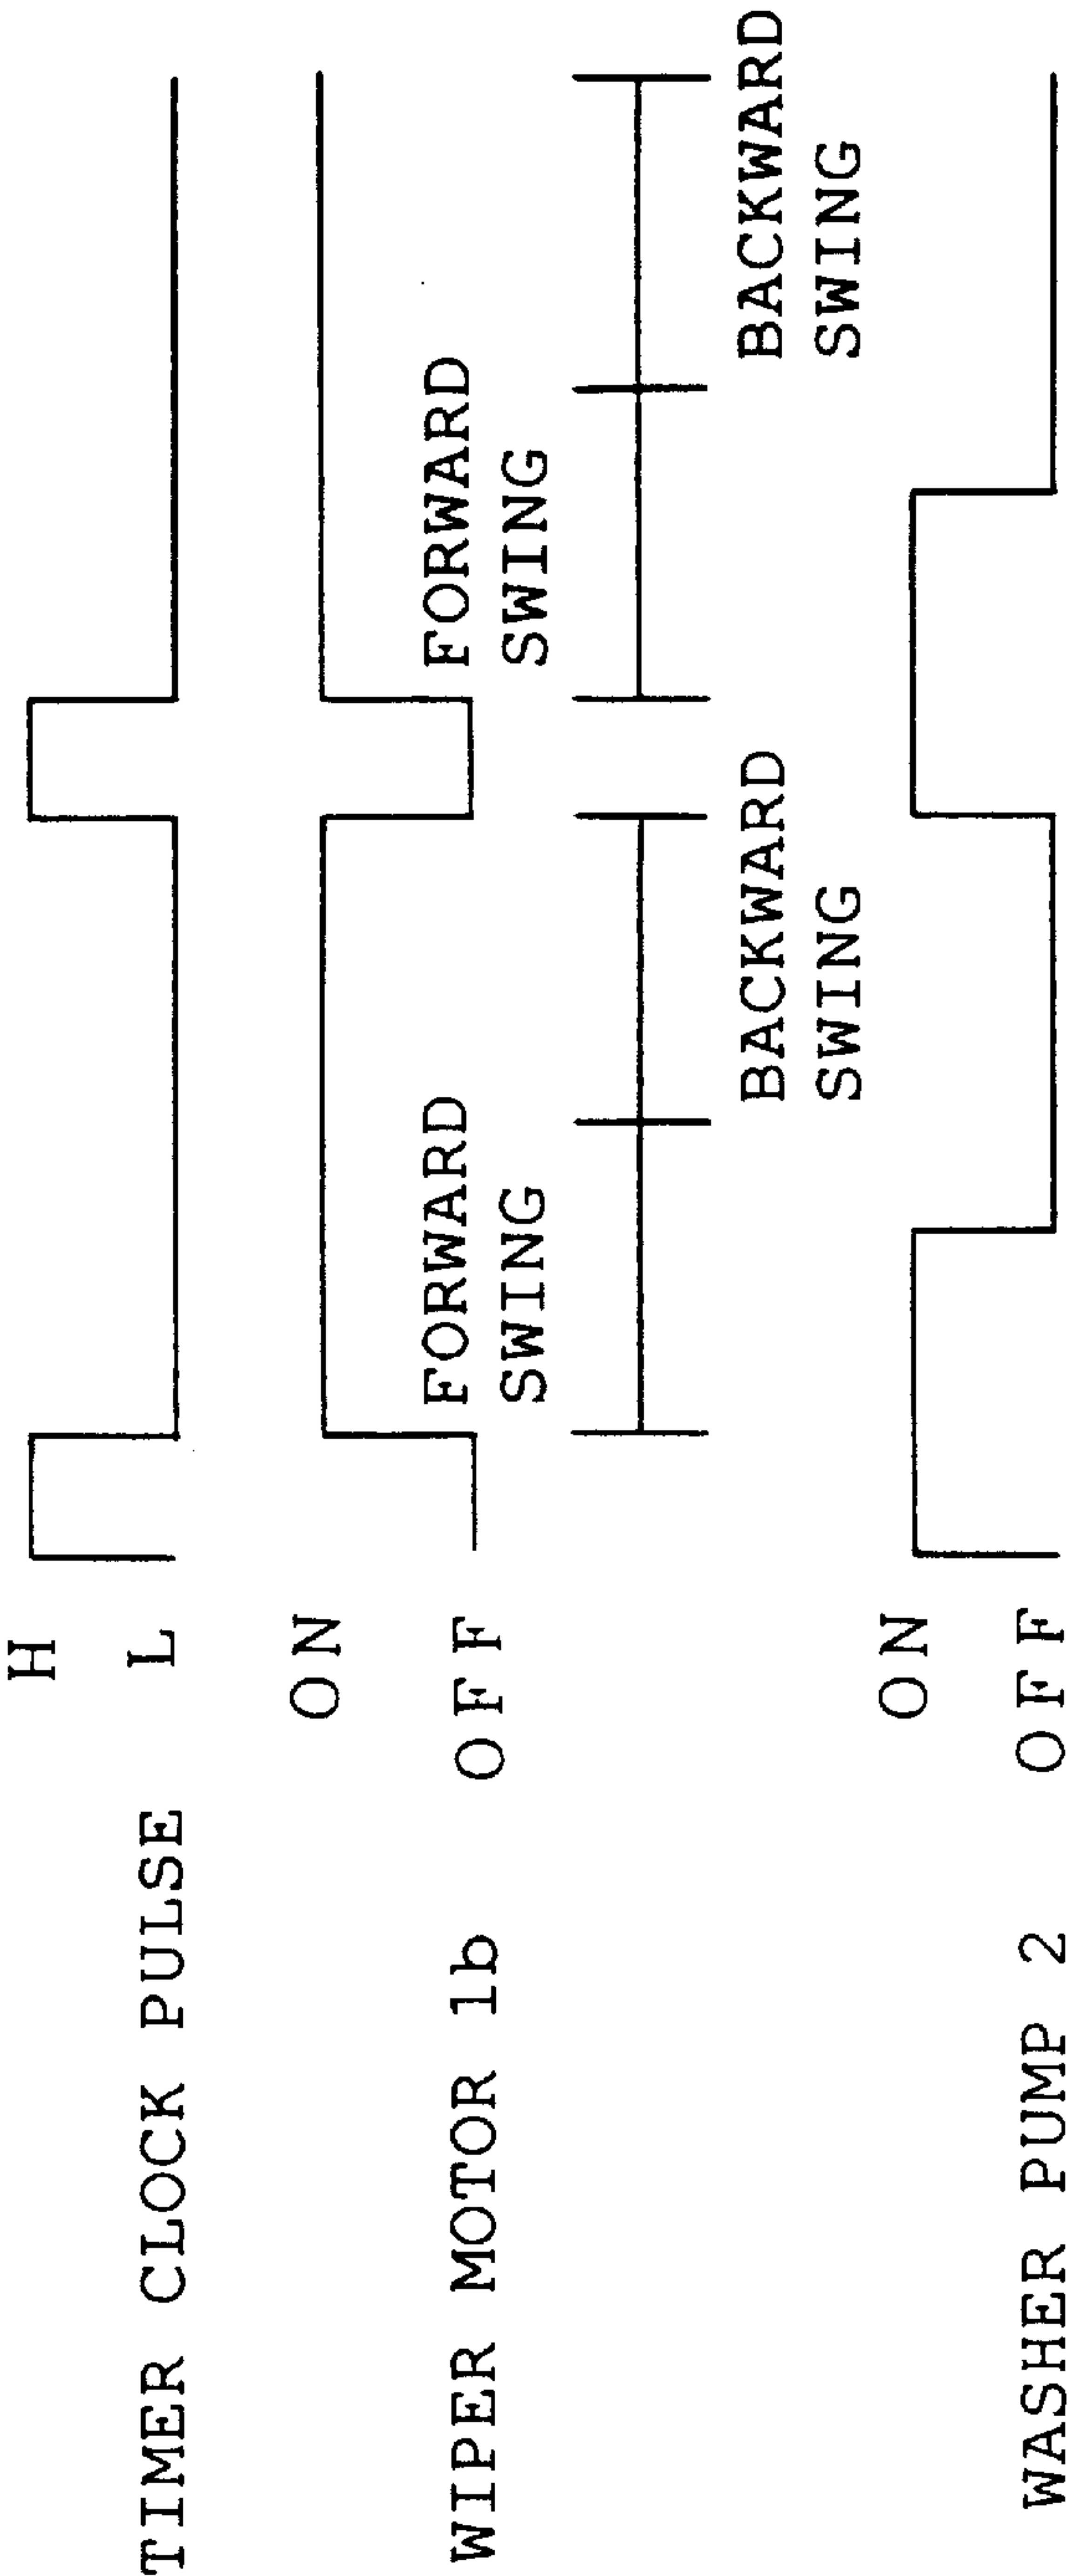 H
TIMER CLOCK PULSE L
ON
WIPER MOTOR 1b OFF
FORWARD
SWING
FORWARD
SWING
BACKWARD
SWING
BACKWARD
SWING
ON
WASHER PUMP 2 OFF